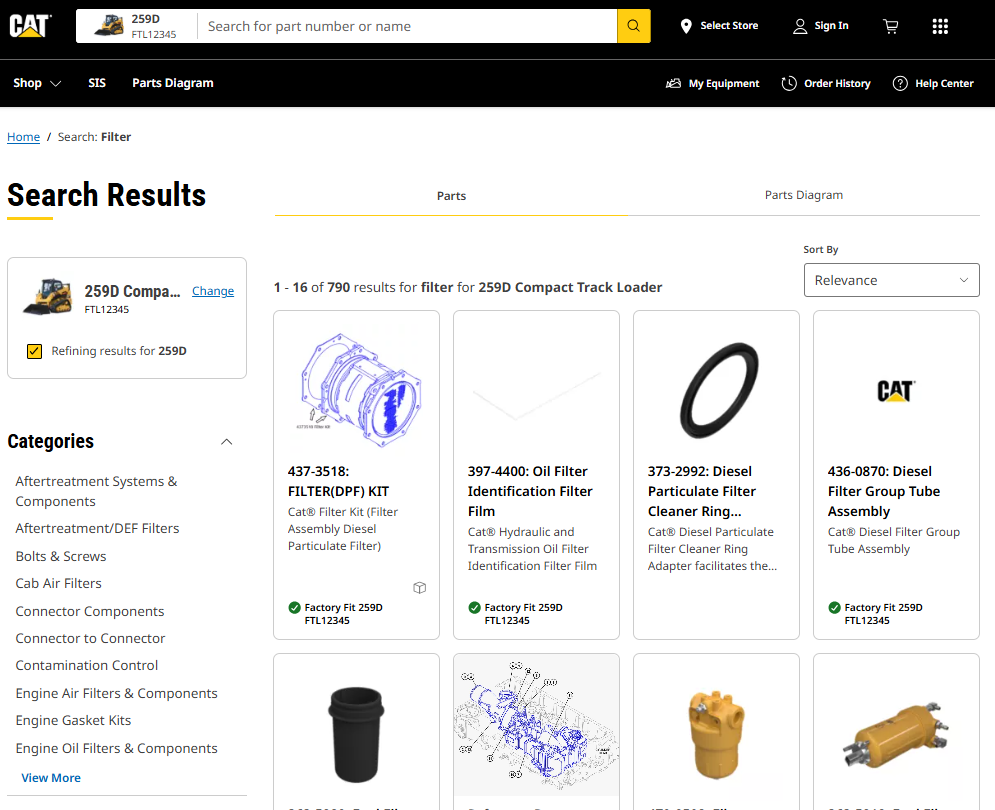 CAT
259D
FTL12345
Search for part number or name
Select Store
Sign In
Shop
SIS
Parts Diagram
My Equipment
Order History
Help Center
Home / Search: Filter
Search Results
Parts
Parts Diagram
Sort By
Relevance
259D Compa...
Change
FTL12345
Refining results for 259D
1 - 16 of 790 results for filter for 259D Compact Track Loader
Categories
Aftertreatment Systems &
Components
Aftertreatment/DEF Filters
Bolts & Screws
Cab Air Filters
Connector Components
Connector to Connector
Contamination Control
Engine Air Filters & Components
Engine Gasket Kits
Engine Oil Filters & Components
View More
437-3518:
FILTER(DPF) KIT
Cat® Filter Kit (Filter
Assembly Diesel
Particulate Filter)
Factory Fit 259D
FTL12345
397-4400: Oil Filter
Identification Filter
Film
Cat® Hydraulic and
Transmission Oil Filter
Identification Filter Film
Factory Fit 259D
FTL12345
373-2992: Diesel
Particulate Filter
Cleaner Ring...
Cat® Diesel Particulate
Filter Cleaner Ring
Adapter facilitates the...
CAT
436-0870: Diesel
Filter Group Tube
Assembly
Cat® Diesel Filter Group
Tube Assembly
Factory Fit 259D
FTL12345